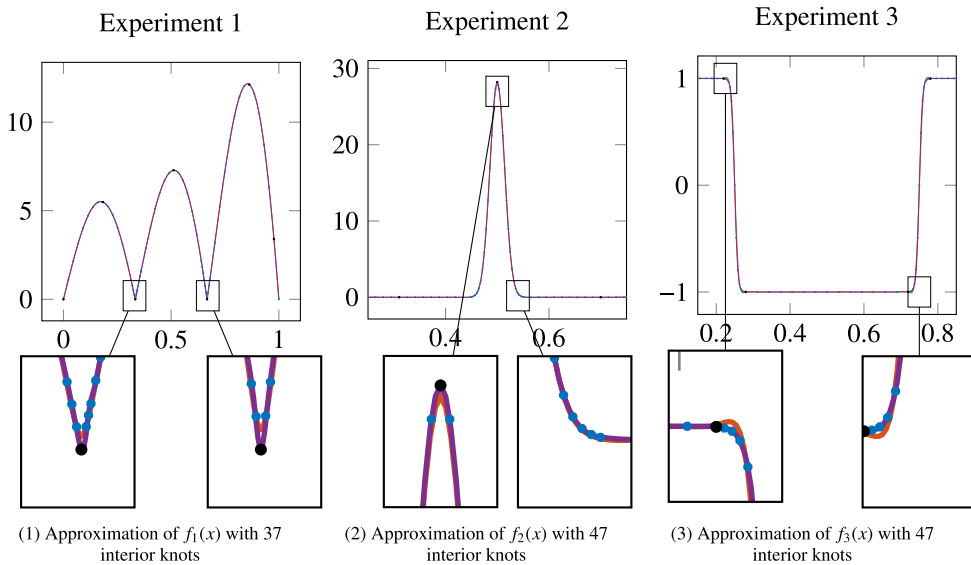 Experiment 1
Experiment 2
Experiment 3
10
5
0
0
0.5
1
30
20
10
0
0.4
0.6
1
0
−1
0.2
0.4
0.6
0.8
(1) Approximation of f₁(x) with 37
interior knots
(2) Approximation of f₂(x) with 47
interior knots
(3) Approximation of f₃(x) with 47
interior knots